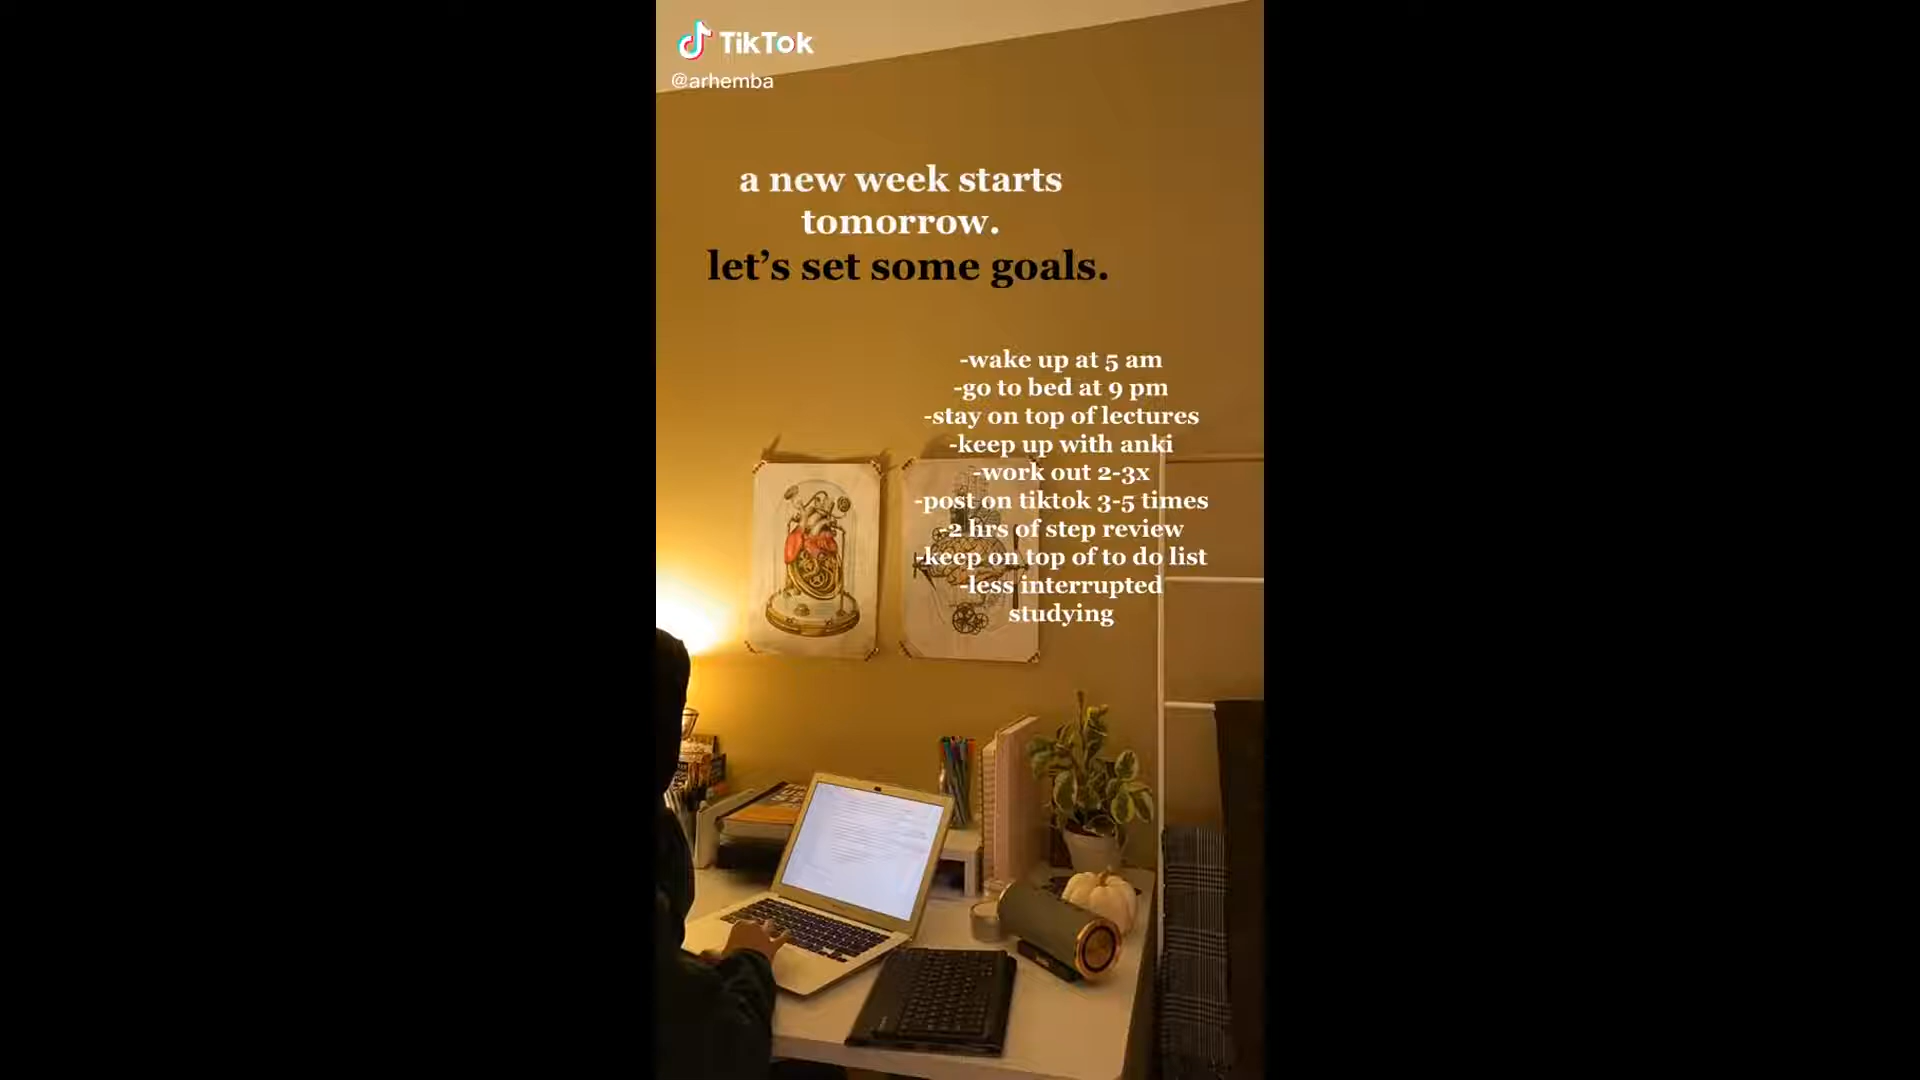 TikTok
@arhemba
a new week starts
tomorrow.
let's set some goals.
-wake up at 5 am
-go to bed at 9 pm
-stay on top of lectures
-keep up with anki
-work out 2-3x
-post on tiktok 3-5 times
-2 hrs of step review
-keep on top of to do list
-less interrupted
studying